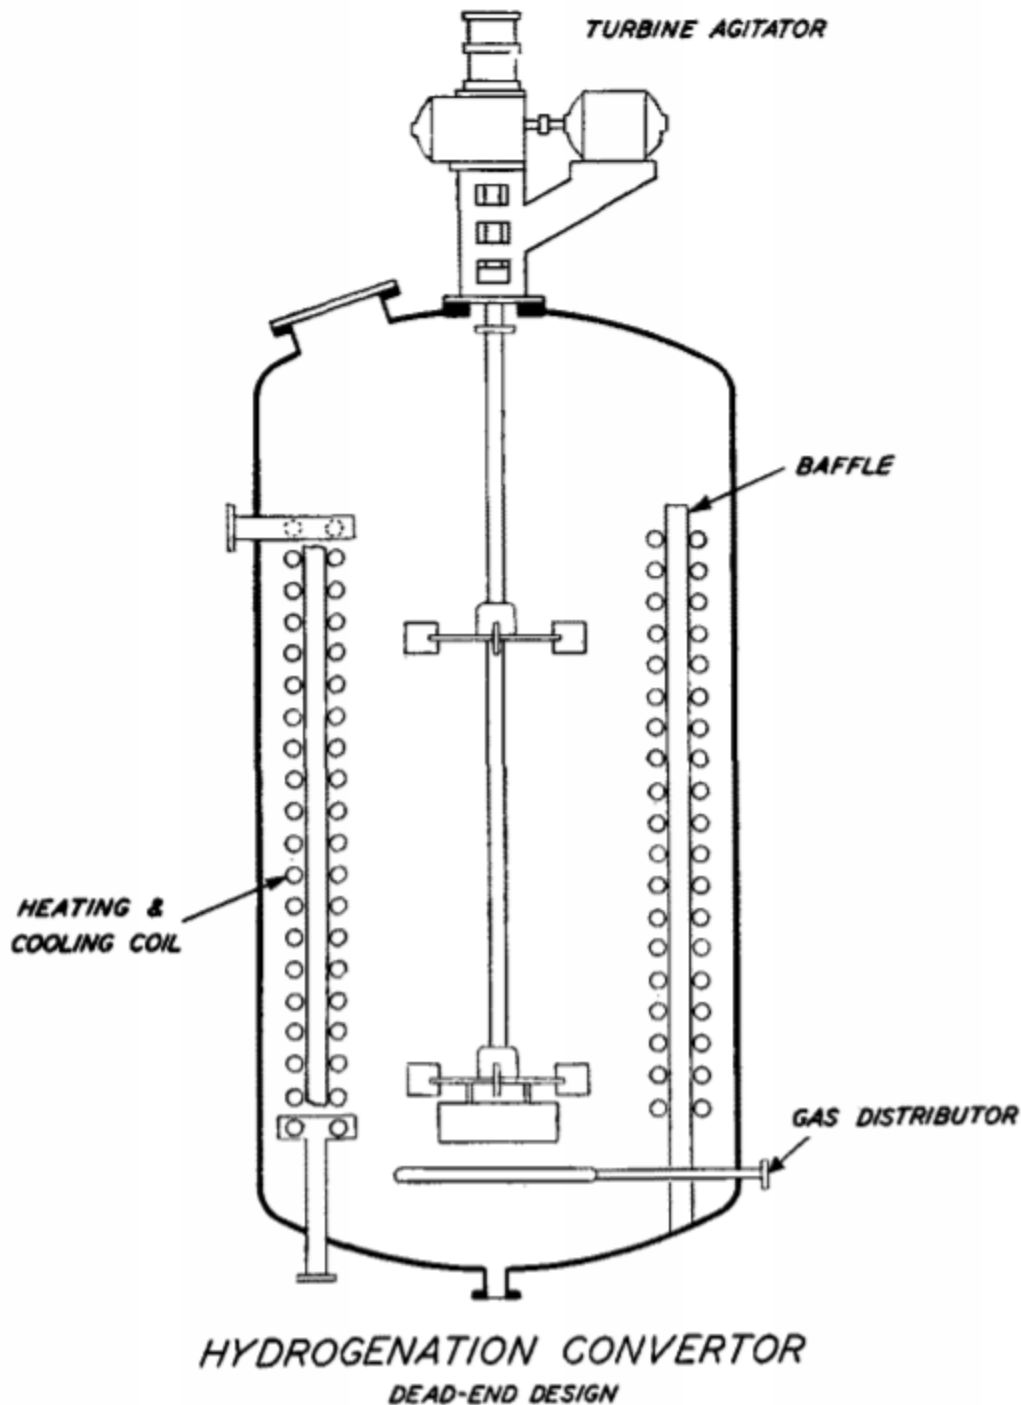 TURBINE AGITATOR
BAFFLE
HEATING &
COOLING COIL
GAS DISTRIBUTOR
HYDROGENATION CONVERTOR
DEAD-END DESIGN